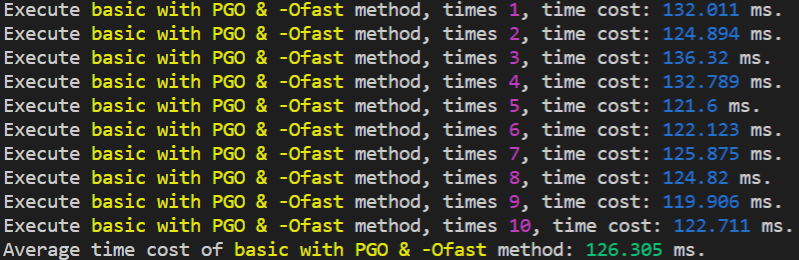 Execute basic with PGO & -Ofast method, times 1, time cost: 132.011 ms.
Execute basic with PGO & -Ofast method, times 2, time cost: 124.894 ms.
Execute basic with PGO & -Ofast method, times 3, time cost: 136.32 ms.
Execute basic with PGO & -Ofast method, times 4, time cost: 132.789 ms.
Execute basic with PGO & -Ofast method, times 5, time cost: 121.6 ms.
Execute basic with PGO & -Ofast method, times 6, time cost: 122.123 ms.
Execute basic with PGO & -Ofast method, times 7, time cost: 125.875 ms.
Execute basic with PGO & -Ofast method, times 8, time cost: 124.82 ms.
Execute basic with PGO & -Ofast method, times 9, time cost: 119.906 ms.
Execute basic with PGO & -Ofast method, times 10, time cost: 122.711 ms.
Average time cost of basic with PGO & -Ofast method: 126.305 ms.